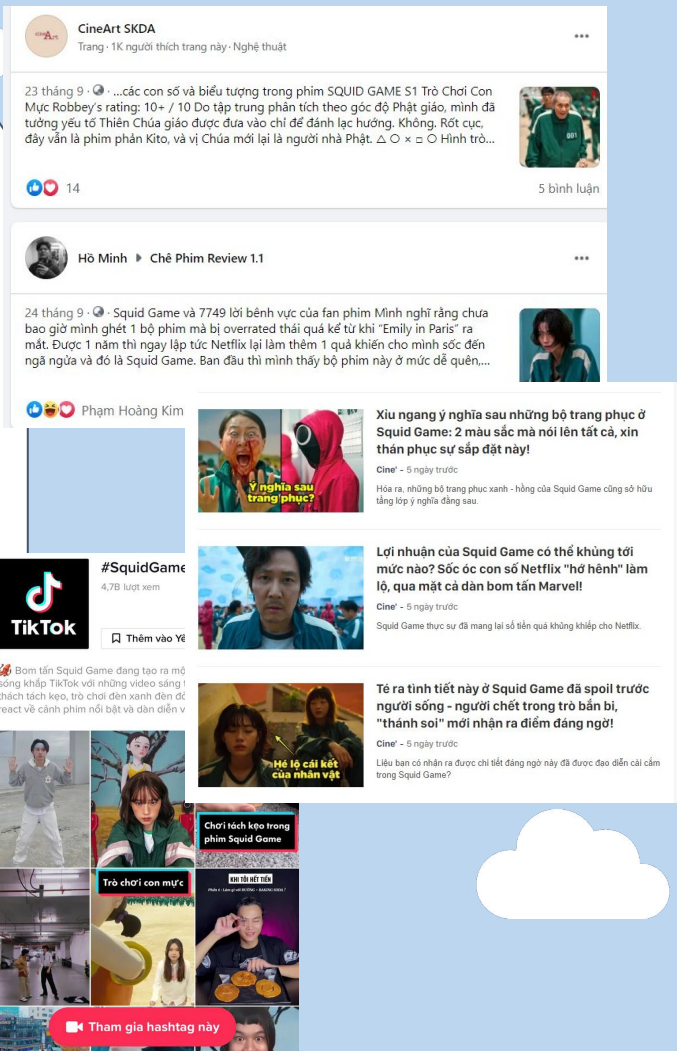 CineArt SKDA
Trang · 1K người thích trang này · Nghệ thuật
23 tháng 9 · ...các con số và biểu tượng trong phim SQUID GAME S1 Trò Chơi Con
Mực Robbey's rating: 10+ / 10 Do tập trung phân tích theo góc độ Phật giáo, mình đã
tưởng yếu tố Thiên Chúa giáo được đưa vào chỉ để đánh lạc hướng. Không. Rốt cục,
đây vẫn là phim phản Kito, và vị Chúa mới lại là người nhà Phật. △ ○ × □ ○ Hình trò...
14
5 bình luận
Hồ Minh ▶ Chê Phim Review 1.1
24 tháng 9 · Squid Game và 7749 lời bênh vực của fan phim Mình nghĩ rằng chưa
bao giờ mình ghét 1 bộ phim mà bị overrated thái quá kể từ khi "Emily in Paris" ra
mắt. Được 1 năm thì ngay lập tức Netflix lại làm thêm 1 quả khiến cho mình sốc đến
ngã ngửa và đó là Squid Game. Ban đầu thì mình thấy bộ phim này ở mức dễ quên,...
Phạm Hoàng Kim
Ý nghĩa sau
trang phục?
Xỉu ngang ý nghĩa sau những bộ trang phục ở
Squid Game: 2 màu sắc mà nói lên tất cả, xin
thán phục sự sắp đặt này!
Cine' - 5 ngày trước
Hóa ra, những bộ trang phục xanh - hồng của Squid Game cũng sở hữu
tầng lớp ý nghĩa đằng sau.
Lợi nhuận của Squid Game có thể khủng tới
mức nào? Sốc óc con số Netflix "hớ hênh" làm
lộ, qua mặt cả dàn bom tấn Marvel!
Cine' - 5 ngày trước
Squid Game thực sự đã mang lại số tiền quá khủng khiếp cho Netflix.
Hé lộ cái kết
của nhân vật
Té ra tình tiết này ở Squid Game đã spoil trước
người sống - người chết trong trò bắn bi,
"thánh soi" mới nhận ra điểm đáng ngờ!
Cine' - 5 ngày trước
Liệu bạn có nhận ra được chi tiết đáng ngờ này đã được đạo diễn cài cắm
trong Squid Game?
TikTok
#SquidGame
4,7B lượt xem
Thêm vào Yê
Bom tấn Squid Game đang tạo ra mộ
sóng khắp TikTok với những video sáng
thách tách kẹo, trò chơi đèn xanh đèn đỏ
react về cảnh phim nổi bật và dàn diễn v
Chơi tách kẹo trong
phim Squid Game
Trò chơi con mực
KHI TÔI HẾT TIỀN
Tham gia hashtag này